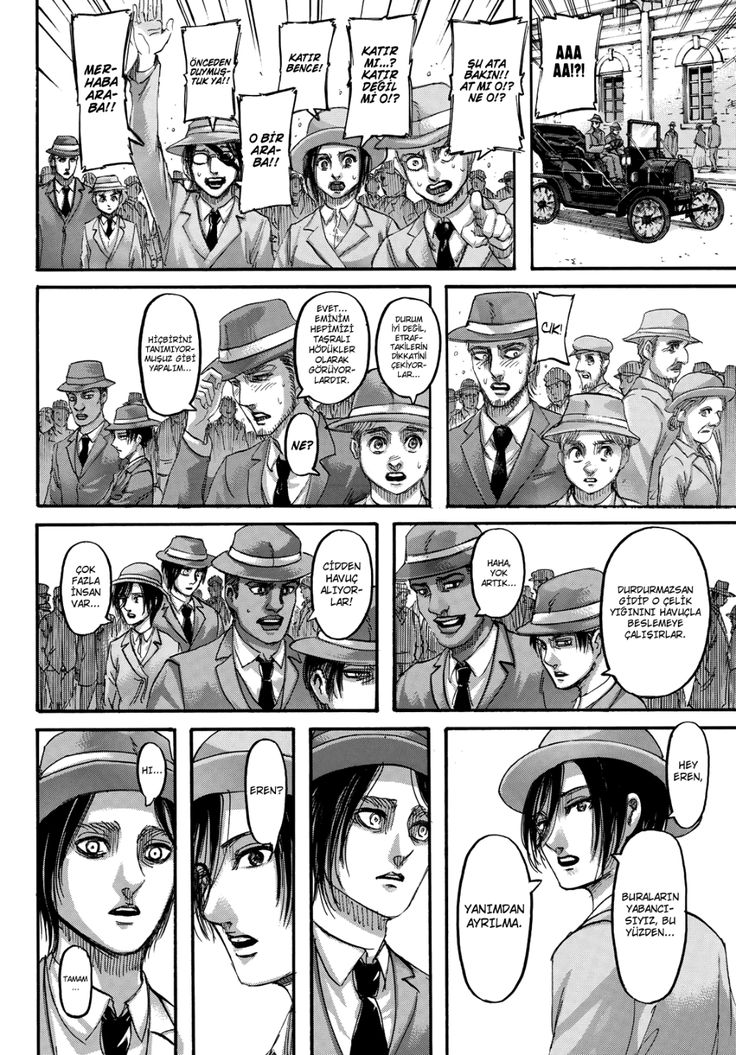 AAA
AA!?!
ŞU ATA
BAKIN!!
AT MI O!?
NE O!?
KATIR
MI...?
KATIR
DEĞİL
Mİ O!?
KATIR
BENCE!
O BİR
ARA-
BA!!
ÖNCEDEN
DUYMUŞ-
TUK YA!!
MER-
HABA
ARA-
BA!!
CIK!
DURUM
İYİ DEĞİL,
ETRAF-
TAKİLERİN
DİKKATİNİ
ÇEKİYOR-
LAR...
EVET...
EMİNİM
HEPİMİZİ
TAŞRALI
HÖDÜKLER
OLARAK
GÖRÜYOR-
LARDIR.
NE?
HİÇBİRİNİ
TANIMIYOR-
MUŞUZ GİBİ
YAPALIM...
DURDURMAZSAN
GİDİP O ÇELİK
YIĞINININI HAVUÇLA
BESLEMEYE
ÇALIŞIRLAR.
HAHA,
YOK
ARTIK...
CİDDEN
HAVUÇ
ALIYOR-
LAR!
ÇOK
FAZLA
İNSAN
VAR...
HEY
EREN,
BURALARIN
YABANCI-
SIYIZ, BU
YÜZDEN...
YANIMDAN
AYRILMA.
EREN?
HI...
TAMAM
...